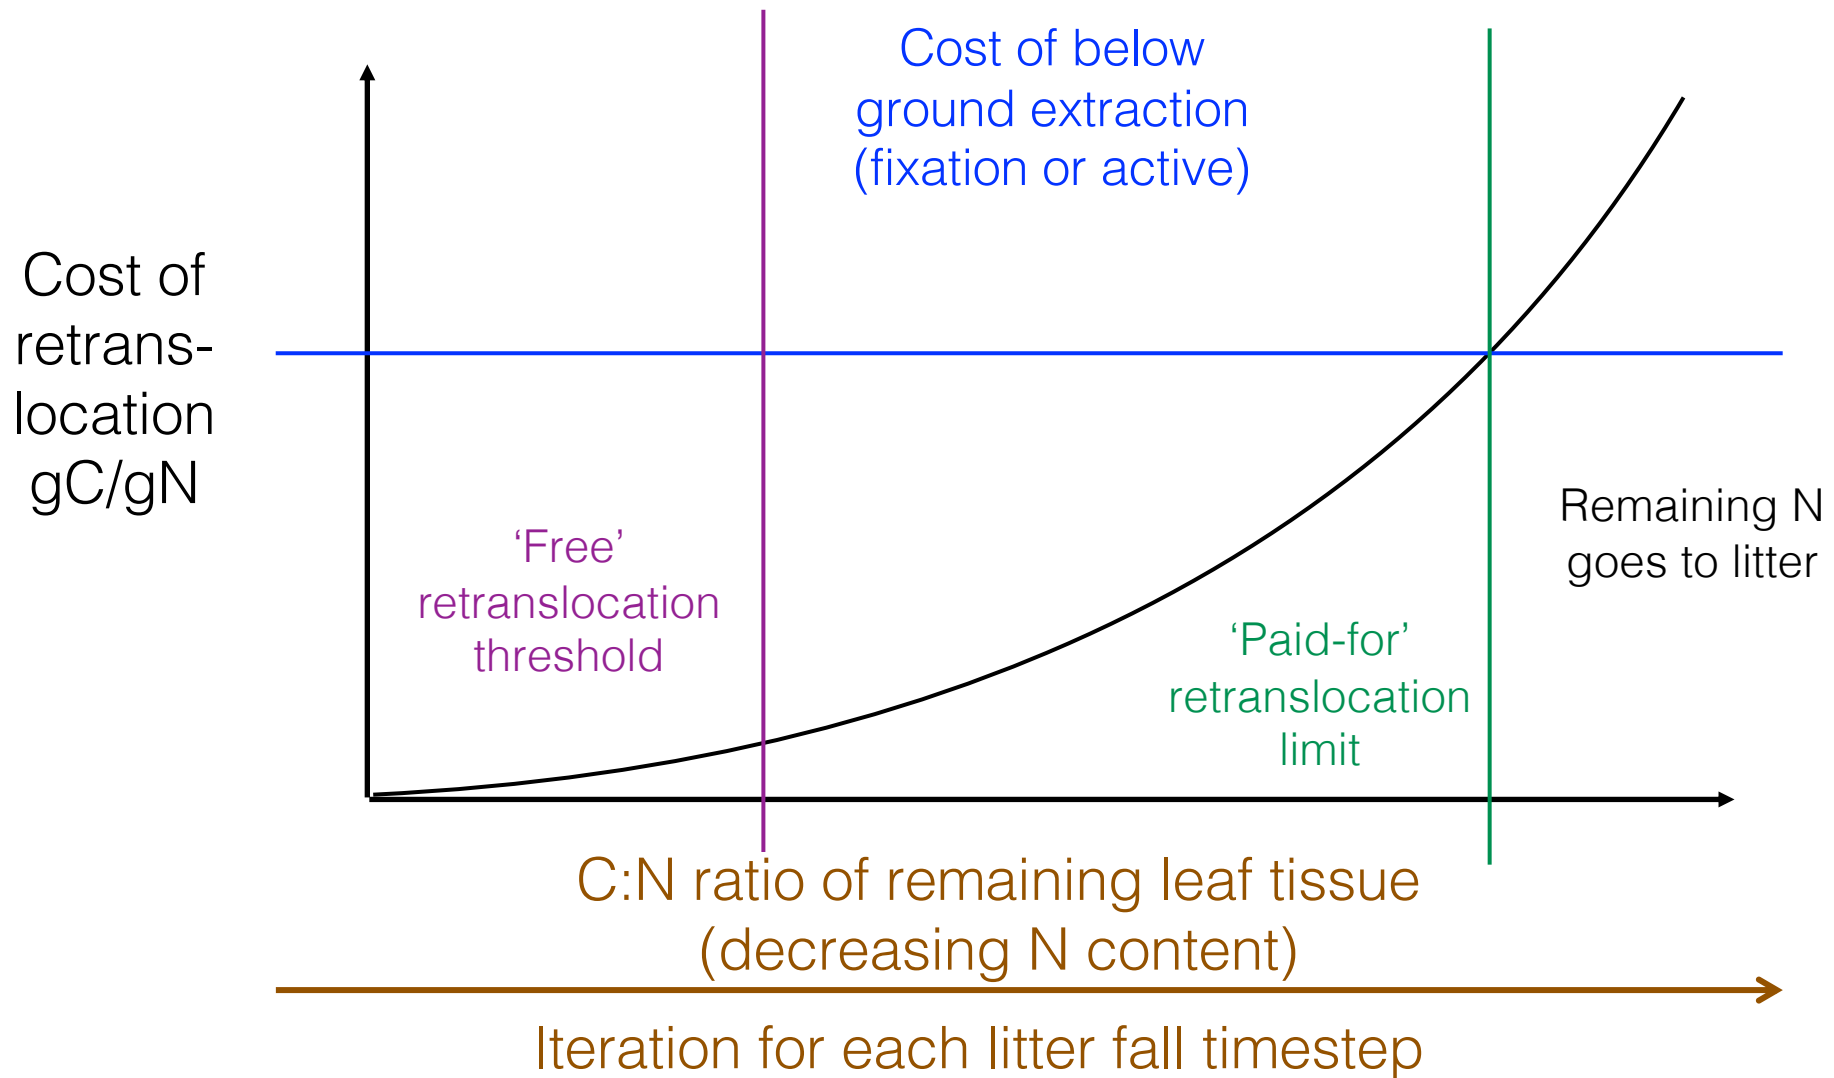 Cost of below
ground extraction
(fixation or active)
Cost of
retrans-
location
gC/gN
‘Free’
retranslocation
threshold
‘Paid-for’
retranslocation
limit
Remaining N
goes to litter
C:N ratio of remaining leaf tissue
(decreasing N content)
Iteration for each litter fall timestep